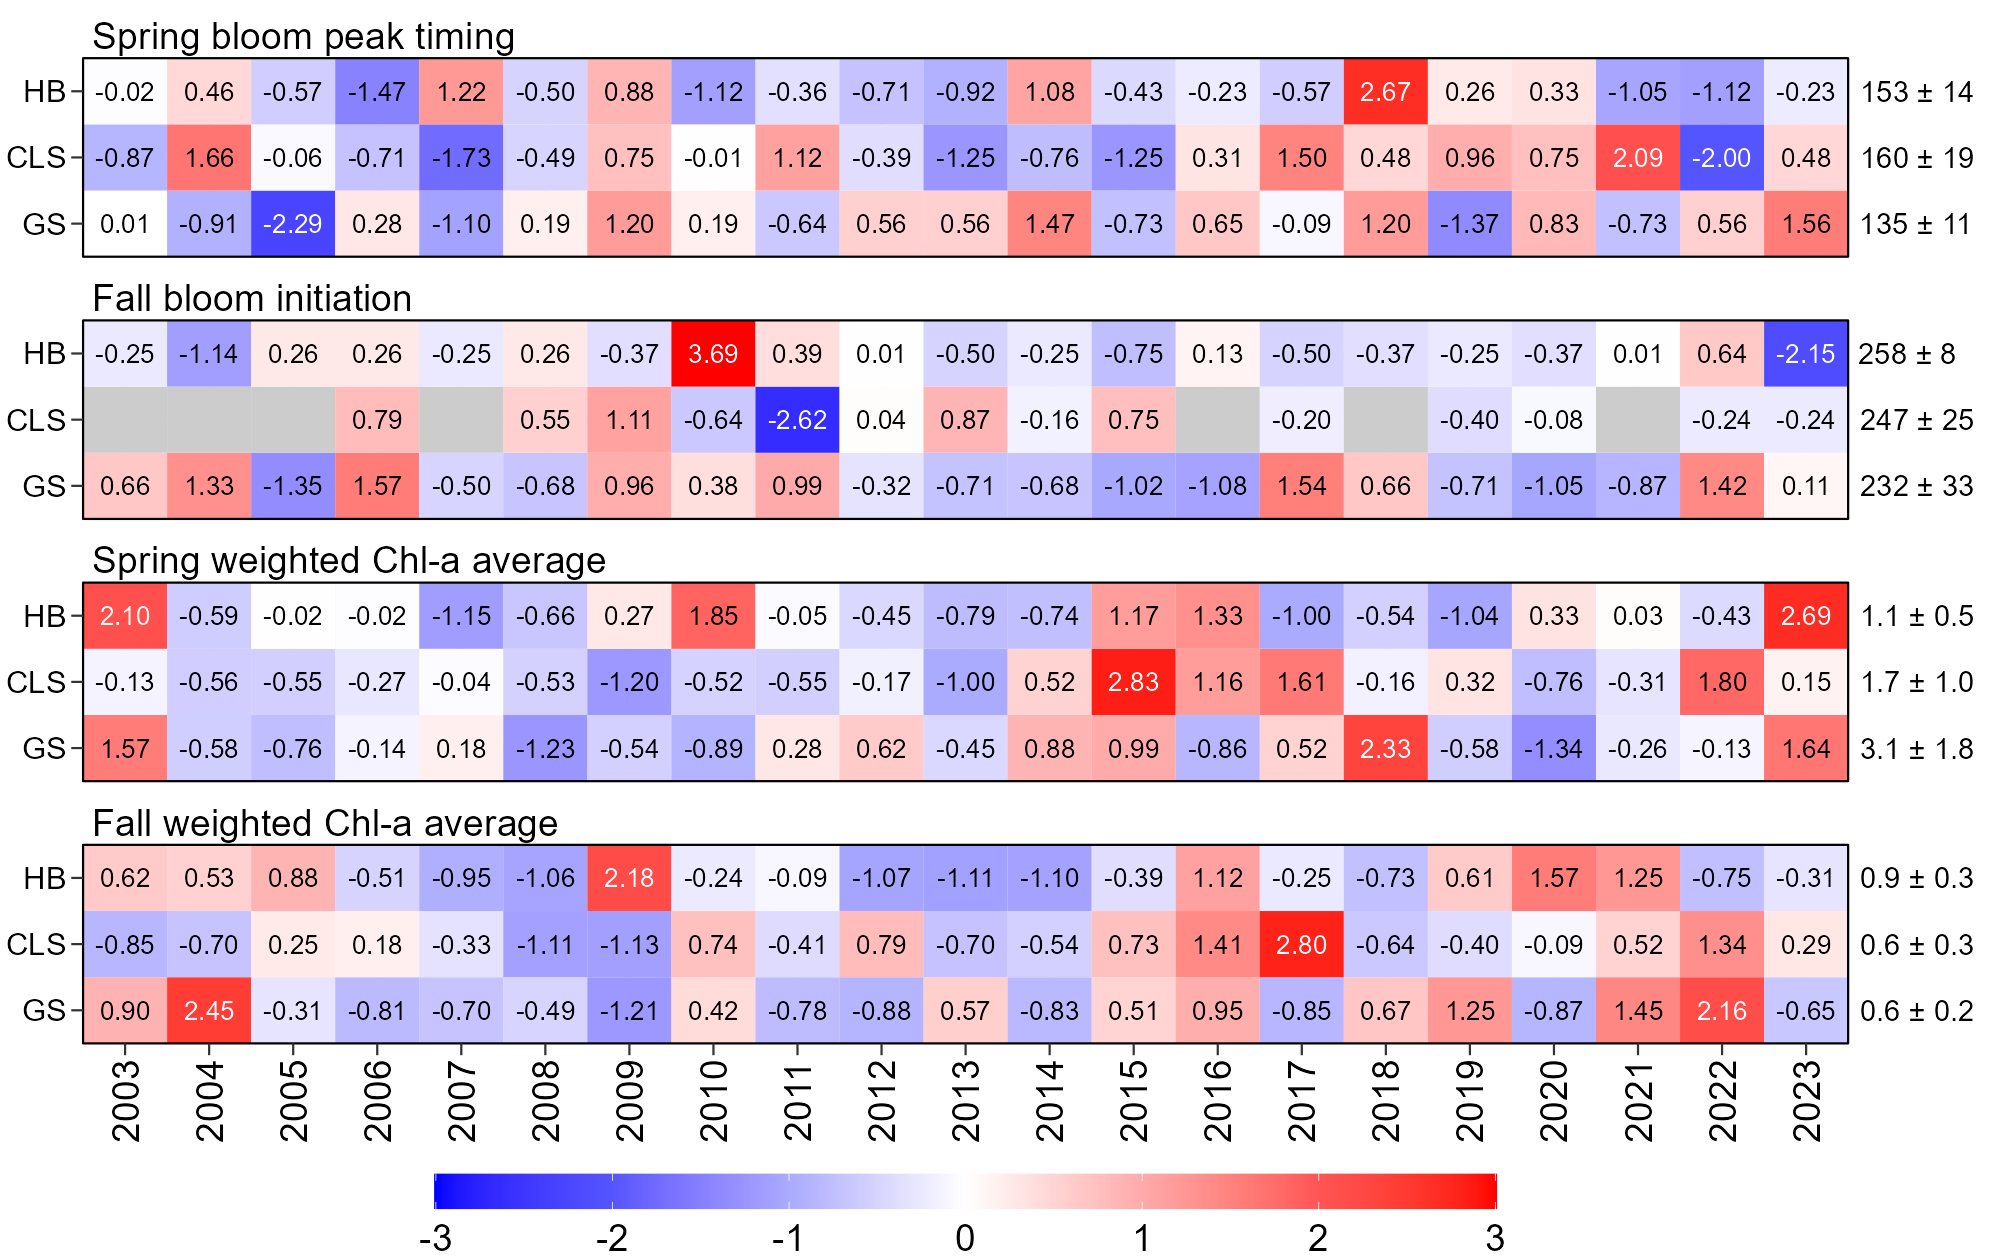 Spring bloom peak timing
HB -0.02 0.46 -0.57 -1.47 1.22 -0.50 0.88 -1.12 -0.36 -0.71 -0.92 1.08 -0.43 -0.23 -0.57 2.67 0.26 0.33 -1.05 -1.12 -0.23 153 ± 14
CLS -0.87 1.66 -0.06 -0.71 -1.73 -0.49 0.75 -0.01 1.12 -0.39 -1.25 -0.76 -1.25 0.31 1.50 0.48 0.96 0.75 2.09 -2.00 0.48 160 ± 19
GS 0.01 -0.91 -2.29 0.28 -1.10 0.19 1.20 0.19 -0.64 0.56 0.56 1.47 -0.73 0.65 -0.09 1.20 -1.37 0.83 -0.73 0.56 1.56 135 ± 11
Fall bloom initiation
HB -0.25 -1.14 0.26 0.26 -0.25 0.26 -0.37 3.69 0.39 0.01 -0.50 -0.25 -0.75 0.13 -0.50 -0.37 -0.25 -0.37 0.01 0.64 -2.15 258 ± 8
CLS 0.79 0.55 1.11 -0.64 -2.62 0.04 0.87 -0.16 0.75 -0.20 -0.40 -0.08 -0.24 -0.24 247 ± 25
GS 0.66 1.33 -1.35 1.57 -0.50 -0.68 0.96 0.38 0.99 -0.32 -0.71 -0.68 -1.02 -1.08 1.54 0.66 -0.71 -1.05 -0.87 1.42 0.11 232 ± 33
Spring weighted Chl-a average
HB 2.10 -0.59 -0.02 -0.02 -1.15 -0.66 0.27 1.85 -0.05 -0.45 -0.79 -0.74 1.17 1.33 -1.00 -0.54 -1.04 0.33 0.03 -0.43 2.69 1.1 ± 0.5
CLS -0.13 -0.56 -0.55 -0.27 -0.04 -0.53 -1.20 -0.52 -0.55 -0.17 -1.00 0.52 2.83 1.16 1.61 -0.16 0.32 -0.76 -0.31 1.80 0.15 1.7 ± 1.0
GS 1.57 -0.58 -0.76 -0.14 0.18 -1.23 -0.54 -0.89 0.28 0.62 -0.45 0.88 0.99 -0.86 0.52 2.33 -0.58 -1.34 -0.26 -0.13 1.64 3.1 ± 1.8
Fall weighted Chl-a average
HB 0.62 0.53 0.88 -0.51 -0.95 -1.06 2.18 -0.24 -0.09 -1.07 -1.11 -1.10 -0.39 1.12 -0.25 -0.73 0.61 1.57 1.25 -0.75 -0.31 0.9 ± 0.3
CLS -0.85 -0.70 0.25 0.18 -0.33 -1.11 -1.13 0.74 -0.41 0.79 -0.70 -0.54 0.73 1.41 2.80 -0.64 -0.40 -0.09 0.52 1.34 0.29 0.6 ± 0.3
GS 0.90 2.45 -0.31 -0.81 -0.70 -0.49 -1.21 0.42 -0.78 -0.88 0.57 -0.83 0.51 0.95 -0.85 0.67 1.25 -0.87 1.45 2.16 -0.65 0.6 ± 0.2
2003 2004 2005 2006 2007 2008 2009 2010 2011 2012 2013 2014 2015 2016 2017 2018 2019 2020 2021 2022 2023
-3 -2 -1 0 1 2 3